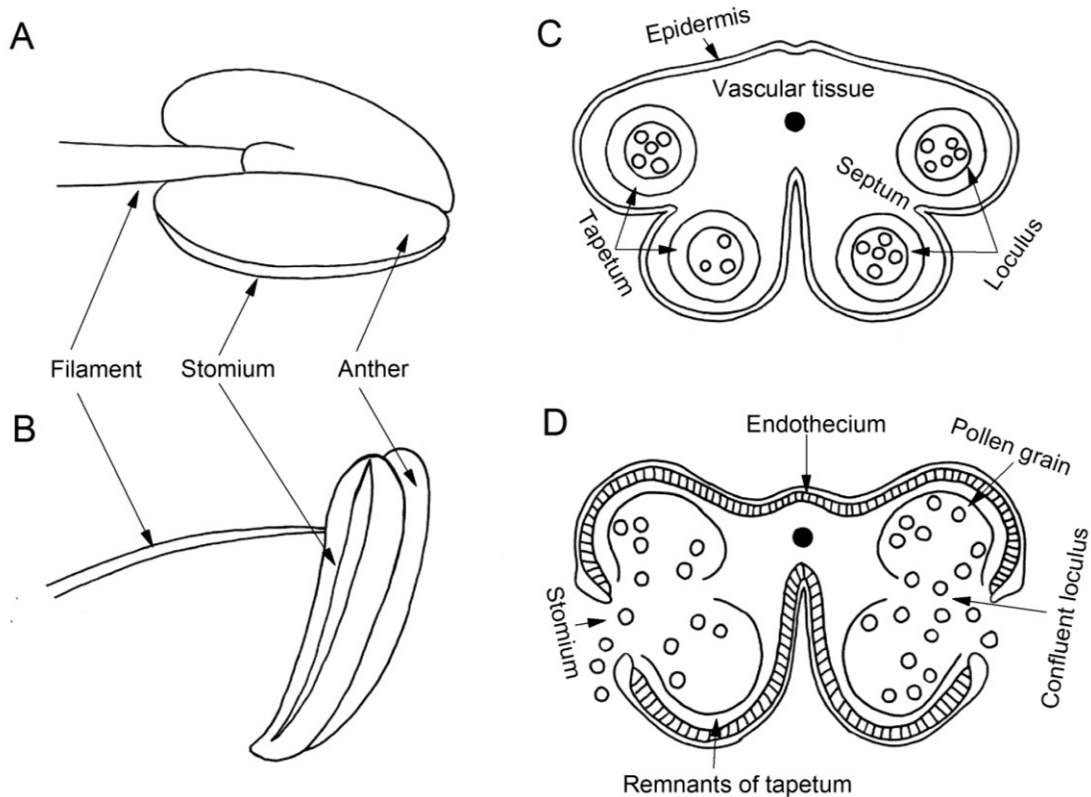 A
Filament
Stomium
Anther
B
C
Epidermis
Vascular tissue
Septum
Tapetum
Loculus
D
Endothecium
Pollen grain
Stomium
Confluent loculus
Remnants of tapetum